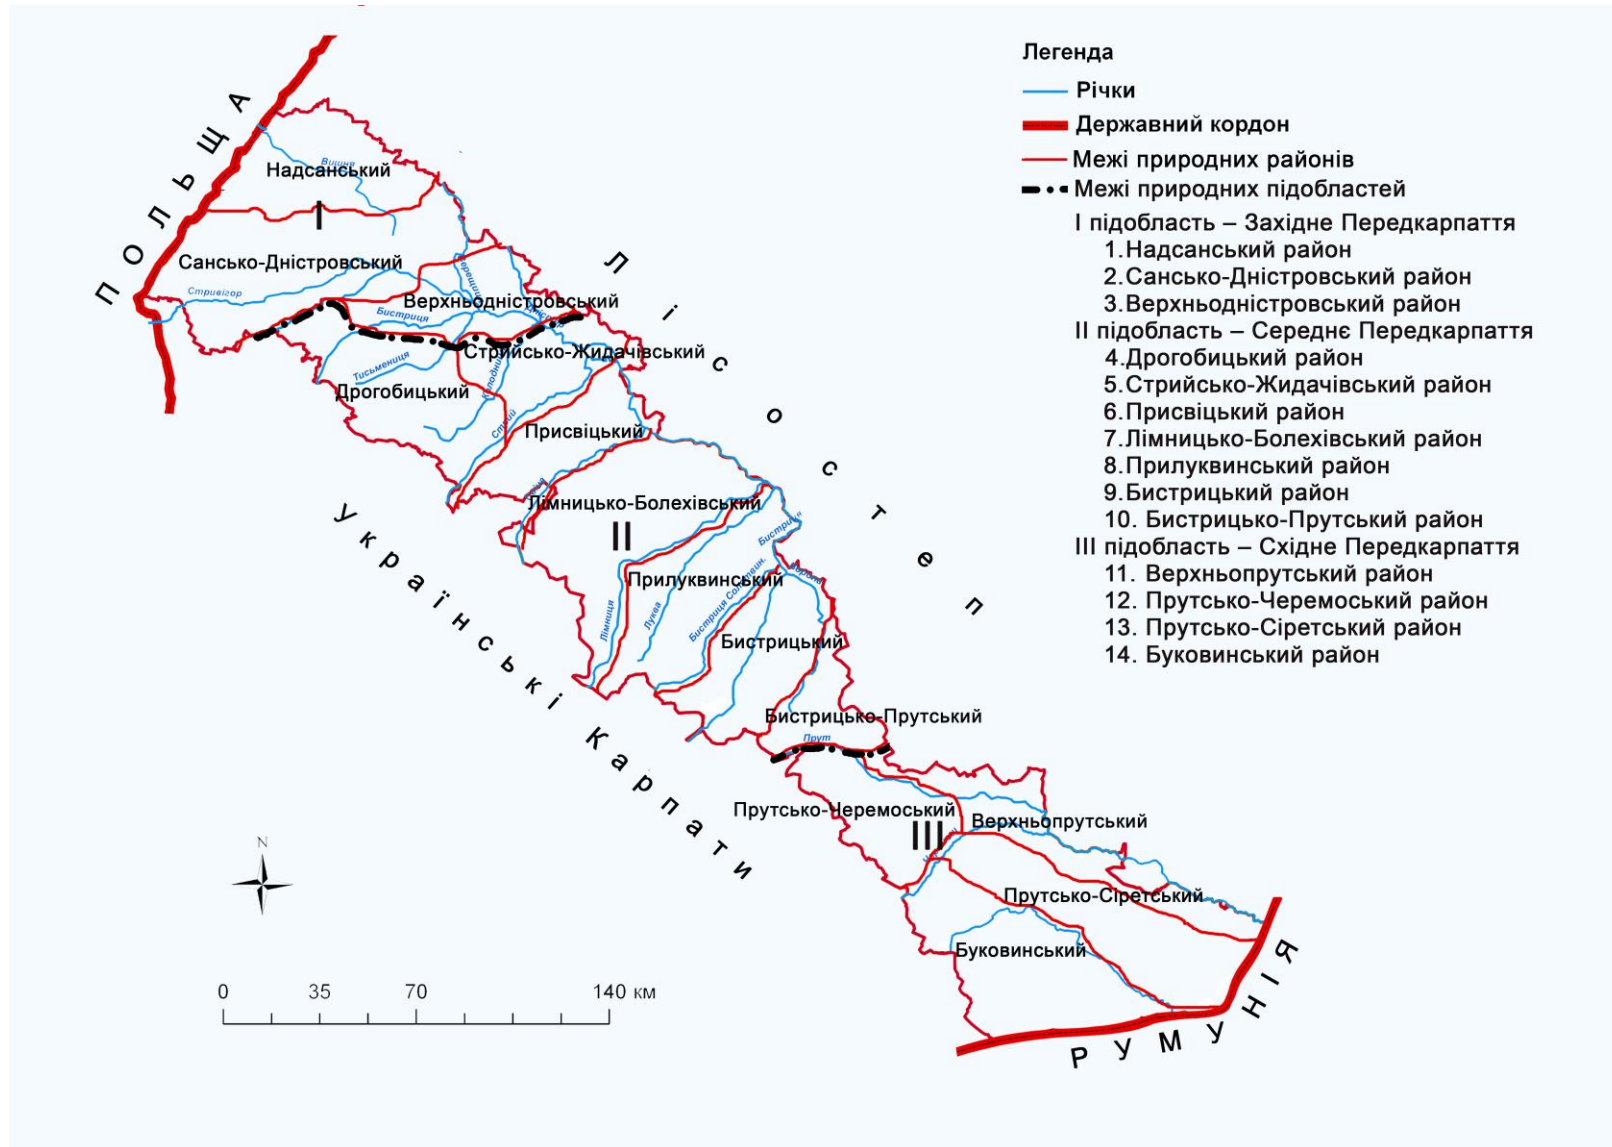 Легенда
Річки
Державний кордон
Межі природних районів
Межі природних підобластей
I підобласть – Західне Передкарпаття
1.Надсанський район
2.Сансько-Дністровський район
3.Верхньодністровський район
II підобласть – Середнє Передкарпаття
4.Дрогобицький район
5.Стрийсько-Жидачівський район
6.Присвіцький район
7.Лімницько-Болехівський район
8.Прилуквинський район
9.Бистрицький район
10. Бистрицько-Прутський район
III підобласть – Східне Передкарпаття
11. Верхньопрутський район
12. Прутсько-Черемоський район
13. Прутсько-Сіретський район
14. Буковинський район
ПОЛЬЩА
Вишня
Надсанський
I
Сансько-Дністровський
Стривігор
Верхньодністровський
Бистриця
Лісостеп
Стрийсько-Жидачівський
Тисьмениця
Дрогобицький
Стрий
Присвіцький
Лімницько-Болехівський
II
Бистриця
Прилуквинський
Лімниця
Луква
Бистриця Солотвин.
Бистрицький
Українські Карпати
Бистрицько-Прутський
Прут
Прутсько-Черемоський
III
Верхньопрутський
Прутсько-Сіретський
Буковинський
РУМУНІЯ
N
0 35 70 140 км